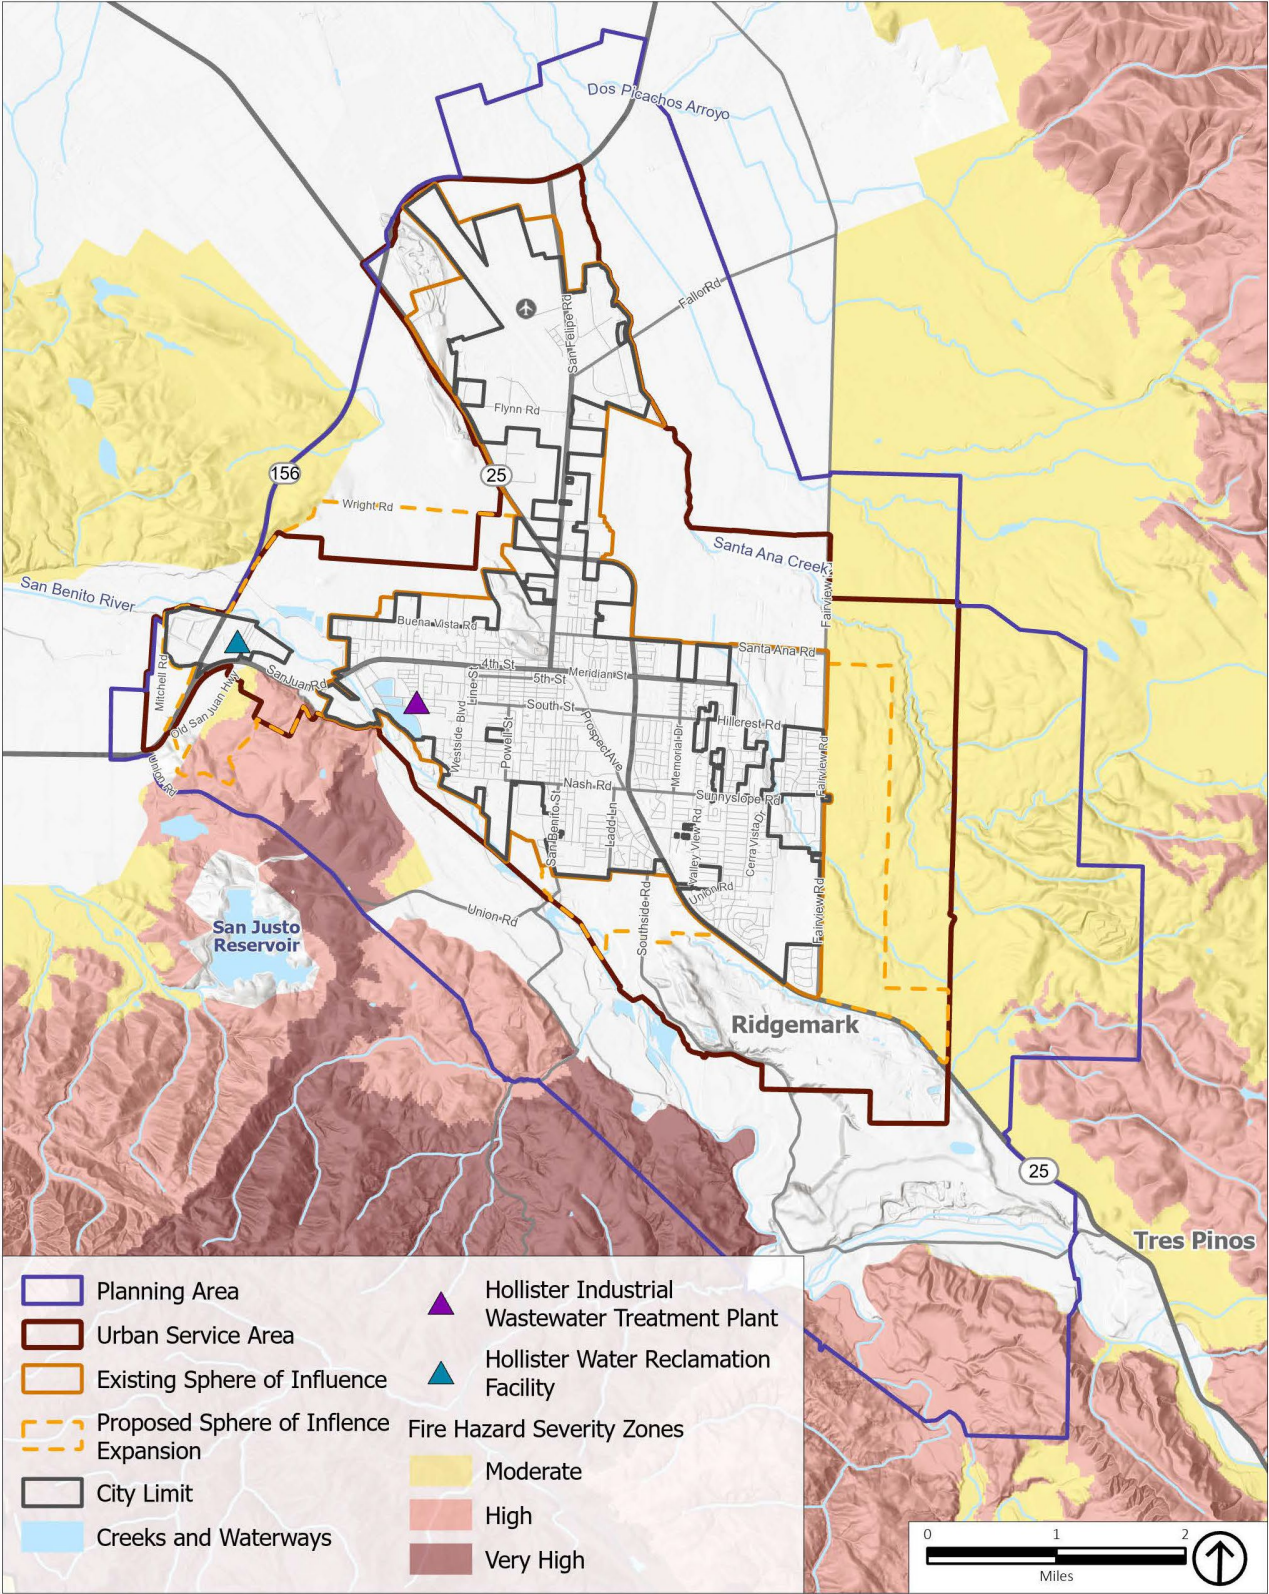 Dos Picachos Arroyo
Fallon Rd
San Felipe Rd
Flynn Rd
156
25
Wright Rd
Santa Ana Creek
San Benito River
Fairview R
Buena Vista Rd
Santa Ana Rd
Mitchell Rd
4th St
Meridian St
San Juan Rd
5th St
Line St
Old San Juan Hwy
South St
Hillcrest Rd
Westside Blvd
Powell St
Prospect Ave
Memorial Dr
Fairview Rd
Union Rd
Nash Rd
Sunnyslope Rd
San Benito St
Ladd Ln
Valley View Rd
Cerra Vista Dr
Union Rd
Union Rd
Southside Rd
Fairview Rd
San Justo
Reservoir
Ridgemark
25
Tres Pinos
Planning Area
Urban Service Area
Existing Sphere of Influence
Proposed Sphere of Inflence
Expansion
City Limit
Creeks and Waterways
Hollister Industrial
Wastewater Treatment Plant
Hollister Water Reclamation
Facility
Fire Hazard Severity Zones
Moderate
High
Very High
0 1 2
Miles